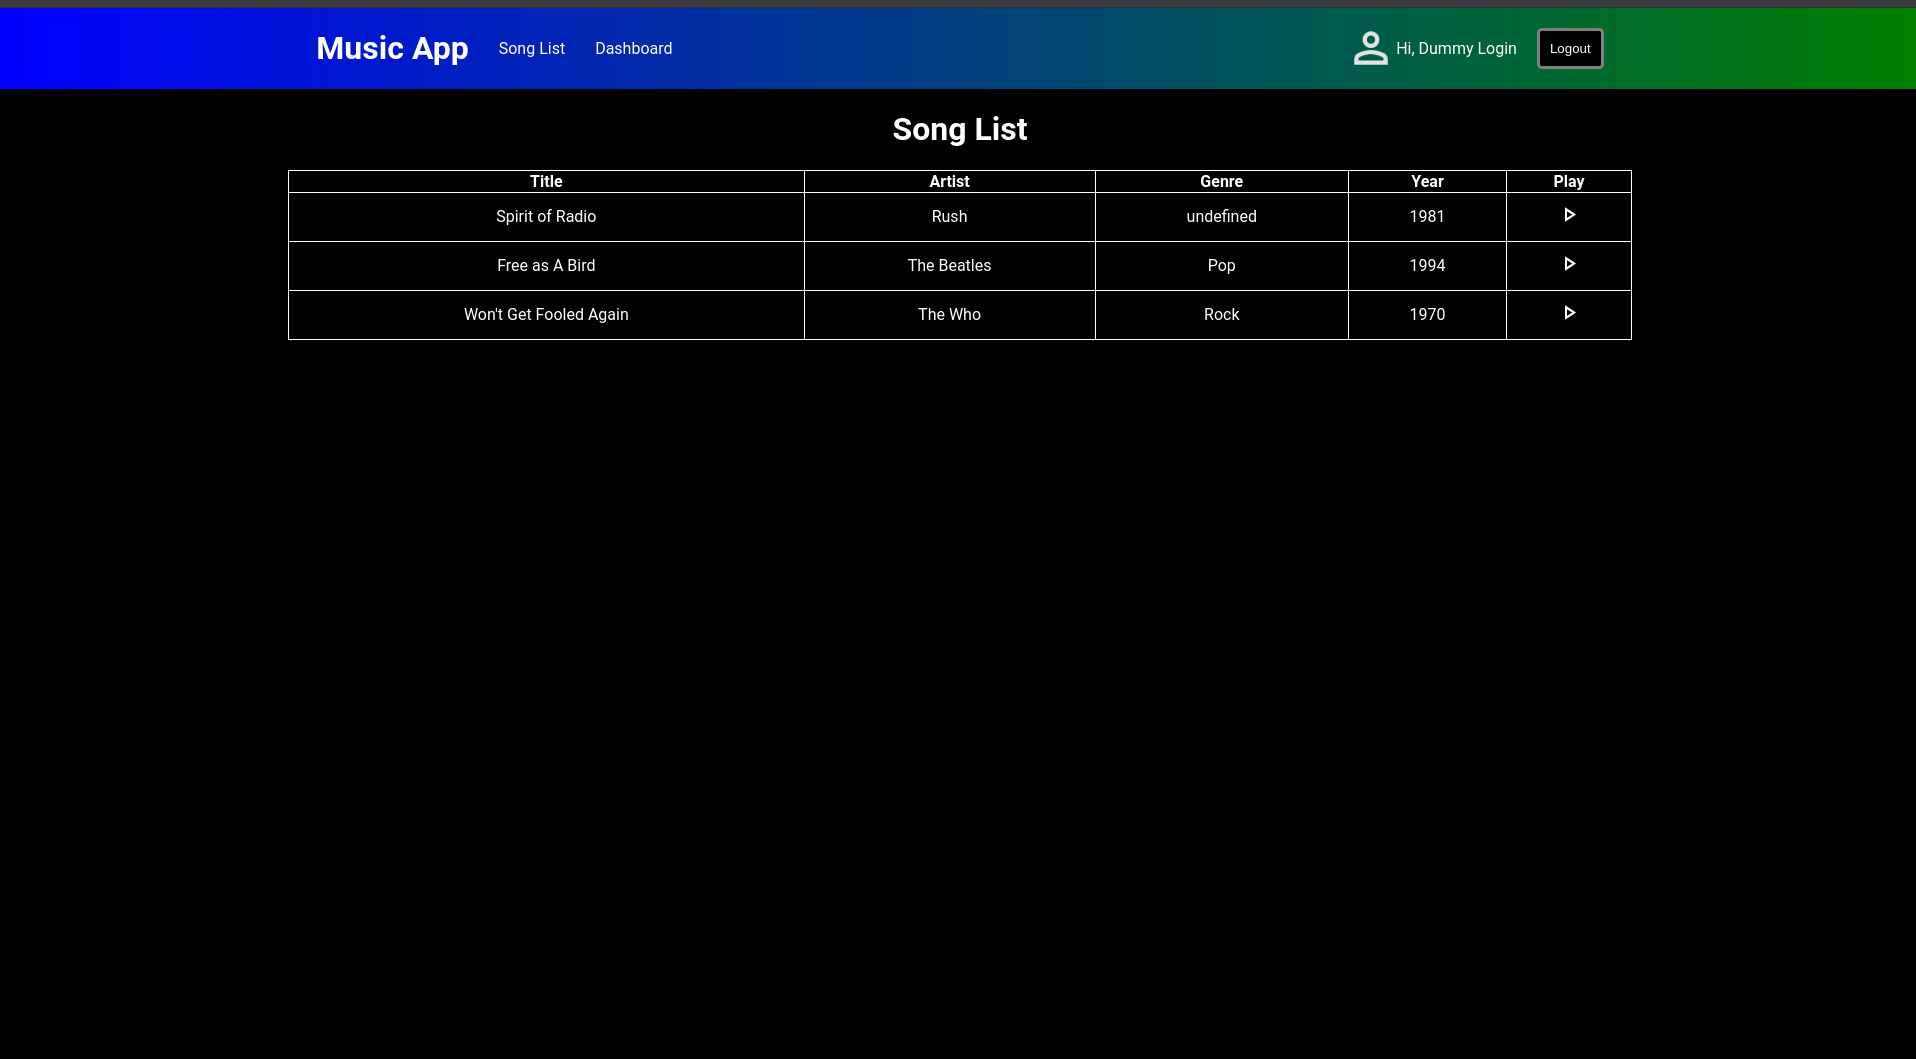 Music App Song List Dashboard Hi, Dummy Login Logout
Song List
Title Artist Genre Year Play
Spirit of Radio Rush undefined 1981
Free as A Bird The Beatles Pop 1994
Won't Get Fooled Again The Who Rock 1970